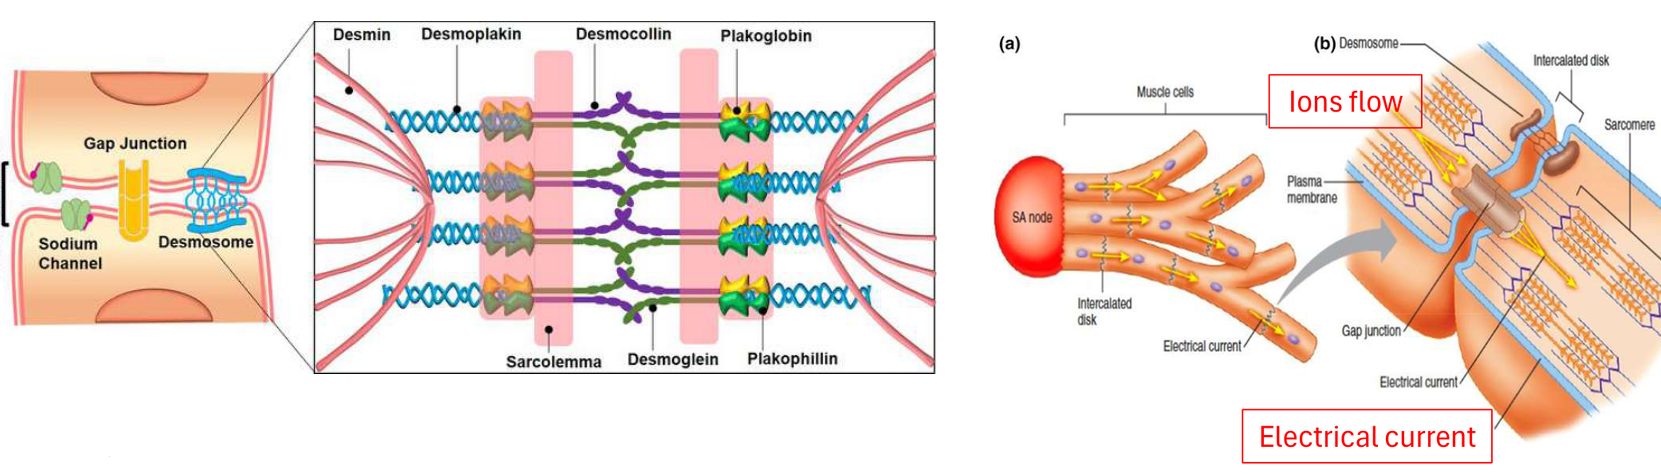 Desmin
Desmoplakin
Desmocollin
Plakoglobin
Gap Junction
Sodium
Channel
Desmosome
Sarcolemma
Desmoglein
Plakophillin
(a)
Muscle cells
SA node
Intercalated
disk
Electrical current
(b)
Desmosome
Intercalated disk
Ions flow
Sarcomere
Plasma
membrane
Gap junction
Electrical current
Electrical current